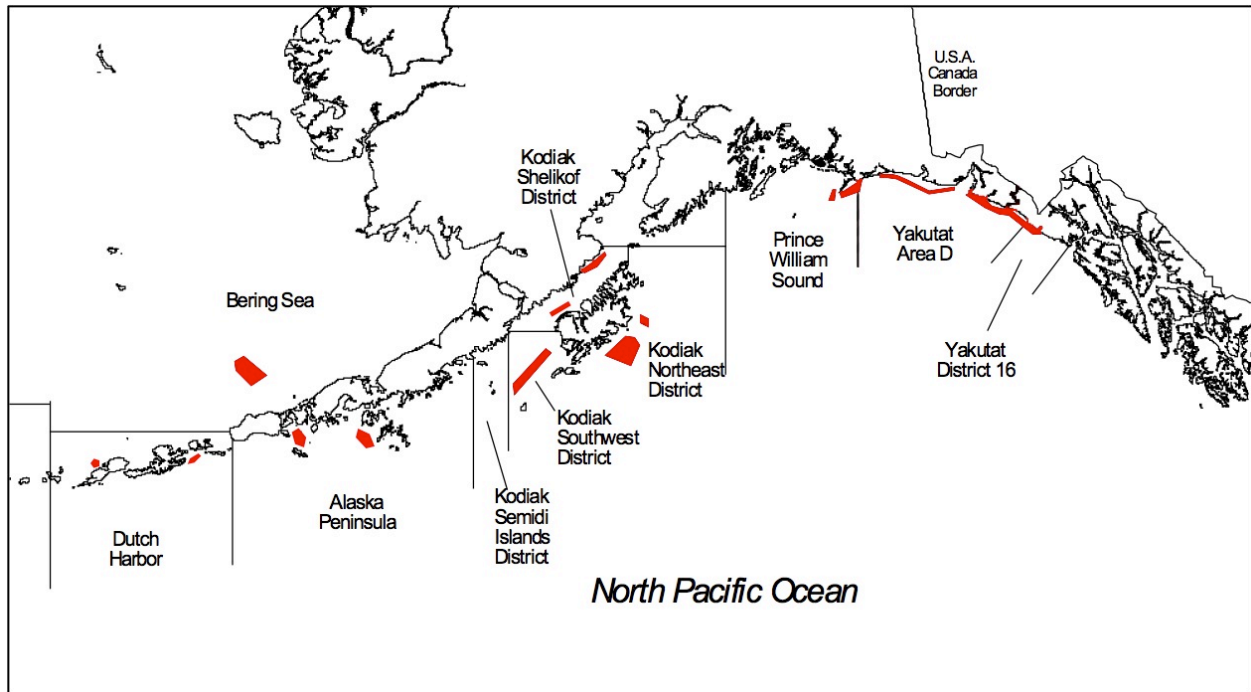 U.S.A.
Canada
Border
Kodiak
Shelikof
District
Prince
William
Sound
Yakutat
Area D
Bering Sea
Yakutat
District 16
Kodiak
Northeast
District
Kodiak
Southwest
District
Kodiak
Semidi
Islands
District
Alaska
Peninsula
Dutch
Harbor
North Pacific Ocean